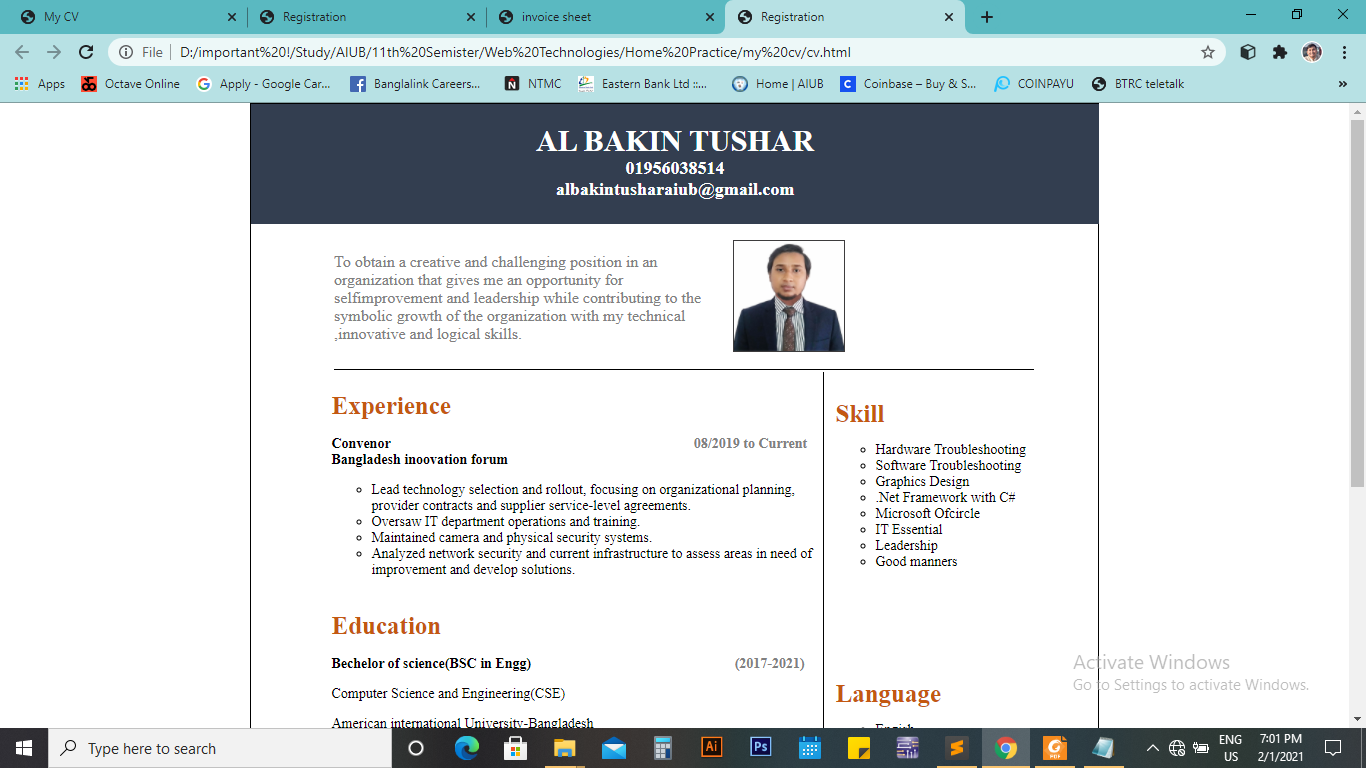 My CV
Registration
invoice sheet
Registration
File
D:/important%20!/Study/AIUB/11th%20Semister/Web%20Technologies/Home%20Practice/my%20cv/cv.html
Apps
Octave Online
Apply - Google Car...
Banglalink Careers...
NTMC
Eastern Bank Ltd ::...
Home | AIUB
Coinbase – Buy & S...
COINPAYU
BTRC teletalk
»
AL BAKIN TUSHAR
01956038514
albakintusharaiub@gmail.com
To obtain a creative and challenging position in an
organization that gives me an opportunity for
selfimprovement and leadership while contributing to the
symbolic growth of the organization with my technical
,innovative and logical skills.
Experience
Convenor 08/2019 to Current
Bangladesh inoovation forum
Lead technology selection and rollout, focusing on organizational planning,
provider contracts and supplier service-level agreements.
Oversaw IT department operations and training.
Maintained camera and physical security systems.
Analyzed network security and current infrastructure to assess areas in need of
improvement and develop solutions.
Education
Bechelor of science(BSC in Engg) (2017-2021)
Computer Science and Engineering(CSE)
American international University-Bangladesh
Skill
Hardware Troubleshooting
Software Troubleshooting
Graphics Design
.Net Framework with C#
Microsoft Ofcircle
IT Essential
Leadership
Good manners
Language
Activate Windows
Go to Settings to activate Windows.
Type here to search
Ai
Ps
PDF
ENG
US
7:01 PM
2/1/2021